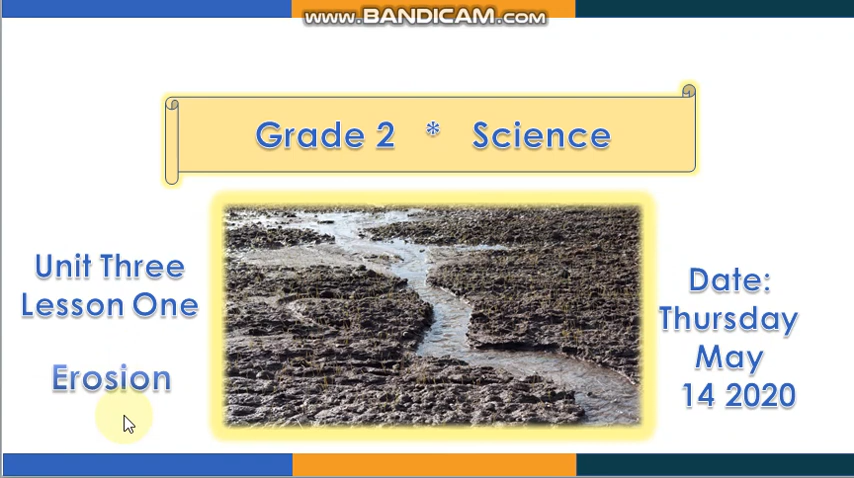 www.BANDICAM.com
Grade 2 * Science
Unit Three
Lesson One
Erosion
Date:
Thursday
May
14 2020